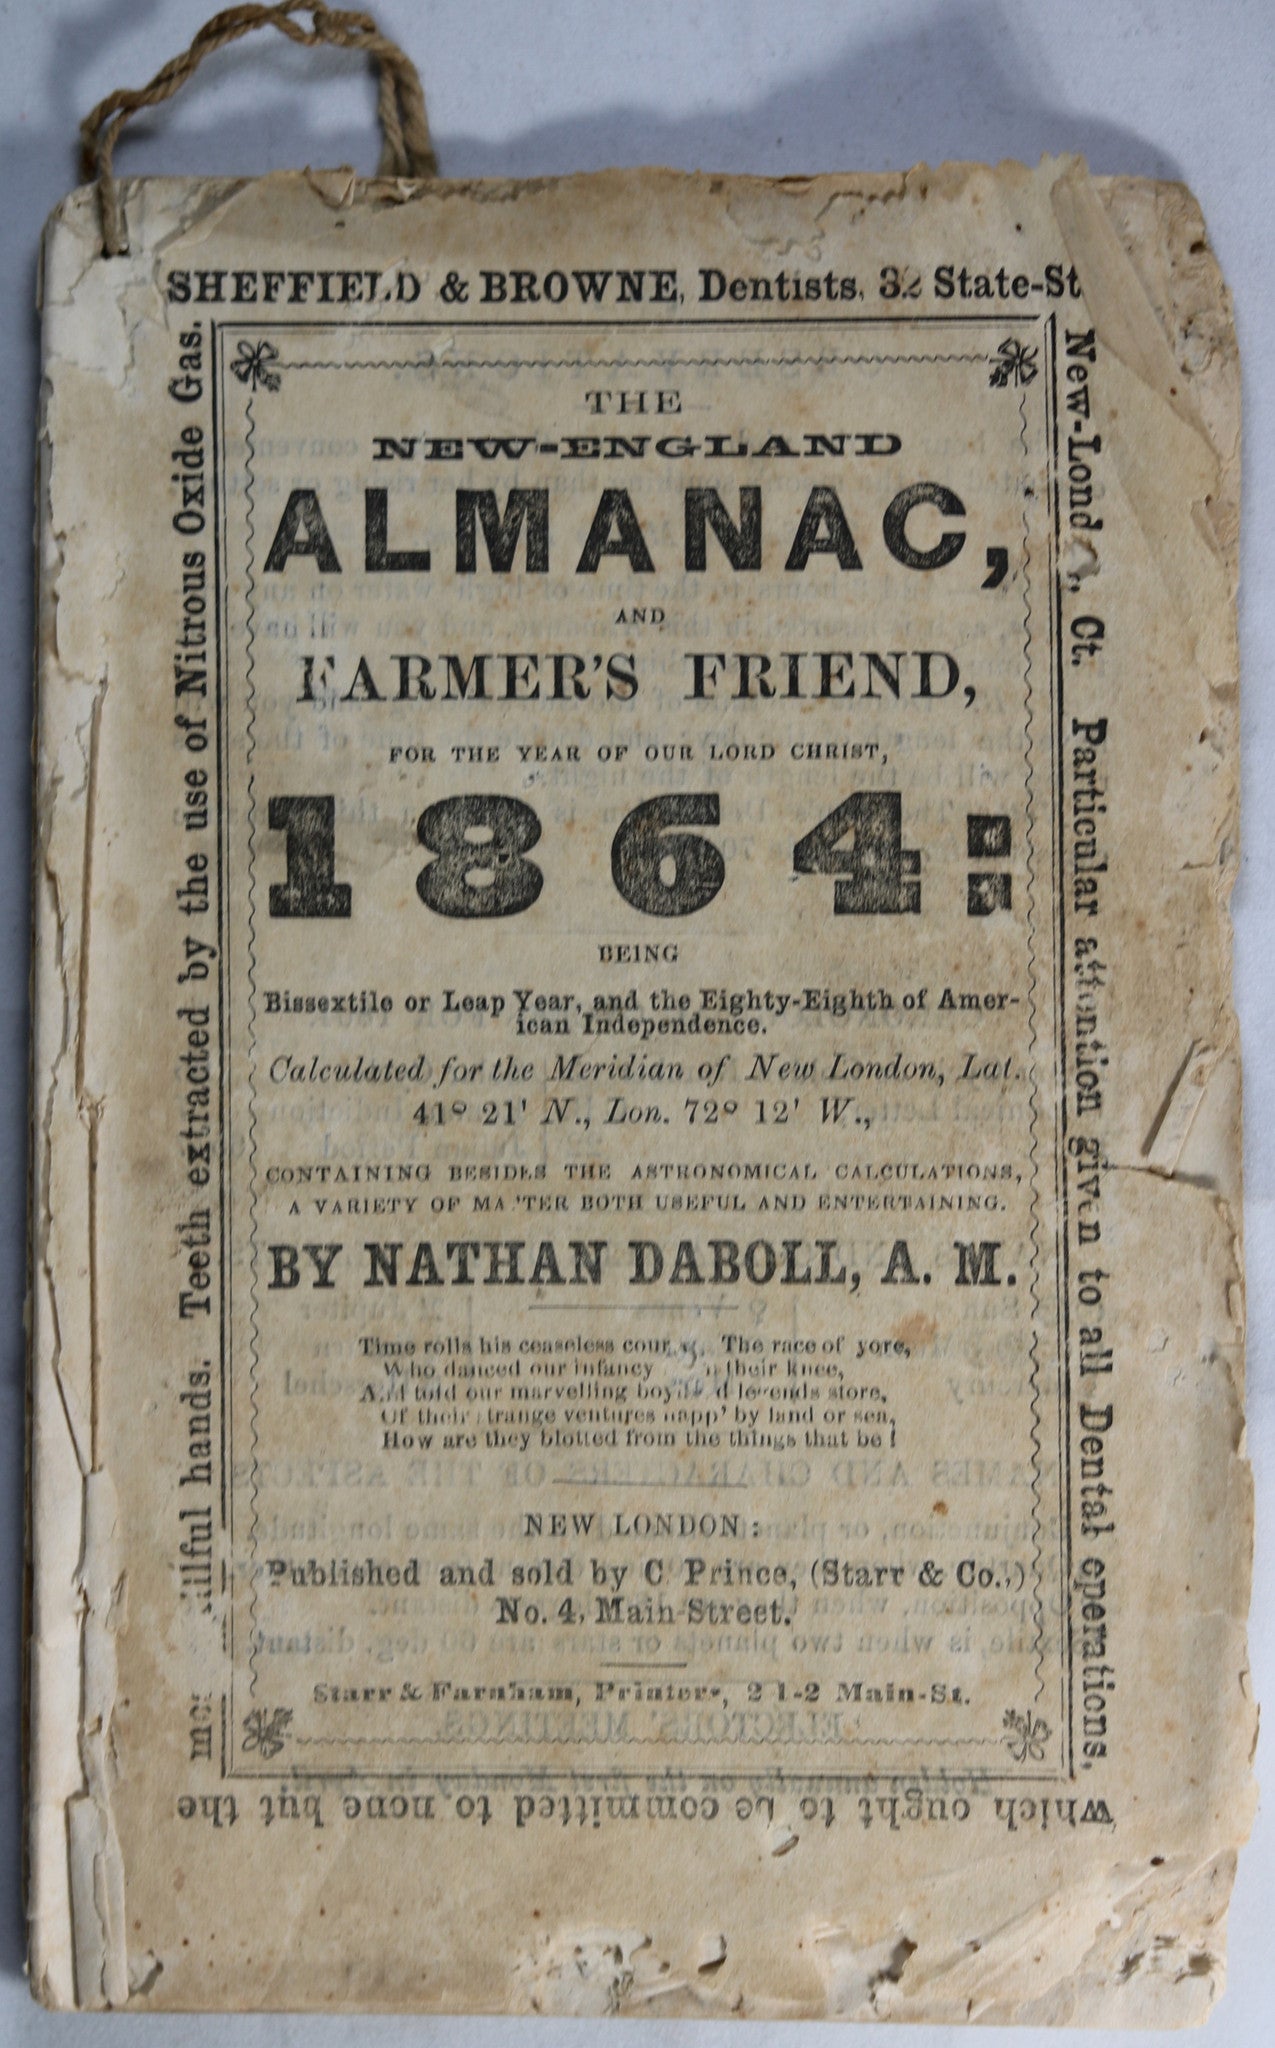 SHEFFIELD & BROWNE, Dentists, 32 State-St
New-London, Ct. Particular attention given to all Dental operations,
which ought to be committed to none but the
skillful hands. Teeth extracted by the use of Nitrous Oxide Gas.
THE
NEW-ENGLAND
ALMANAC,
AND
FARMER'S FRIEND,
FOR THE YEAR OF OUR LORD CHRIST,
1864:
BEING
Bissextile or Leap Year, and the Eighty-Eighth of Amer-
ican Independence.
Calculated for the Meridian of New London, Lat.
41° 21' N., Lon. 72° 12' W.,
CONTAINING BESIDES THE ASTRONOMICAL CALCULATIONS,
A VARIETY OF MATTER BOTH USEFUL AND ENTERTAINING.
BY NATHAN DABOLL, A. M.
Time rolls his ceaseless course. The race of yore,
Who danced our infancy their knee,
And told our marvelling boyhood legends store,
Of their strange ventures happ' by land or sea,
How are they blotted from the things that be!
NEW LONDON:
Published and sold by C Prince, (Starr & Co.,)
No. 4, Main Street.
Starr & Farnham, Printers, 2 1-2 Main-St.